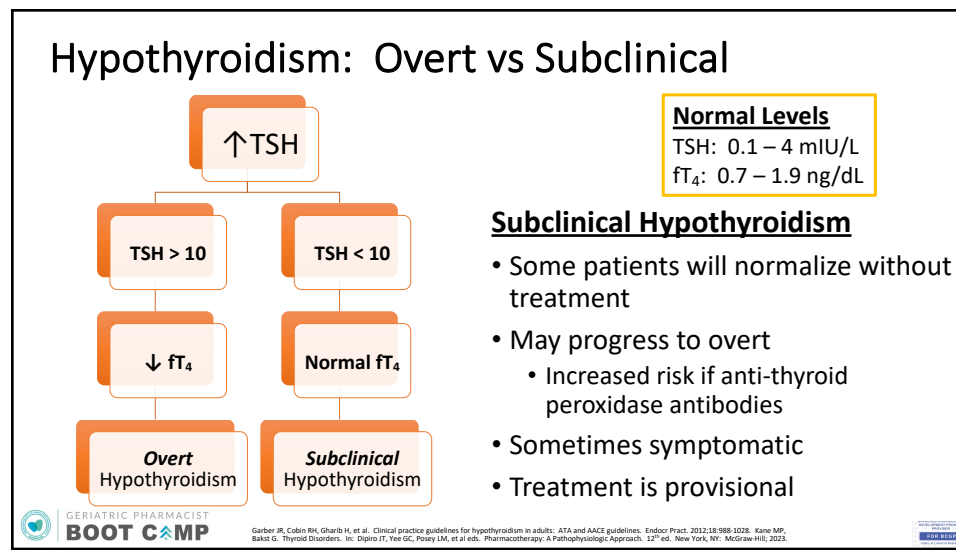 Hypothyroidism: Overt vs Subclinical
↑TSH
TSH > 10
TSH < 10
↓ fT₄
Normal fT₄
Overt
Hypothyroidism
Subclinical
Hypothyroidism
Normal Levels
TSH: 0.1 – 4 mIU/L
fT₄: 0.7 – 1.9 ng/dL
Subclinical Hypothyroidism
• Some patients will normalize without
treatment
• May progress to overt
• Increased risk if anti-thyroid
peroxidase antibodies
• Sometimes symptomatic
• Treatment is provisional
GERIATRIC PHARMACIST
BOOT CAMP
Garber JR, Cobin RH, Gharib H, et al. Clinical practice guidelines for hypothyroidism in adults: ATA and AACE guidelines. Endocr Pract. 2012;18:988-1028. Kane MP,
Bakst G. Thyroid Disorders. In: Dipiro JT, Yee GC, Posey LM, et al eds. Pharmacotherapy: A Pathophysiologic Approach. 12th ed. New York, NY: McGraw-Hill; 2023.
FOR BCGP